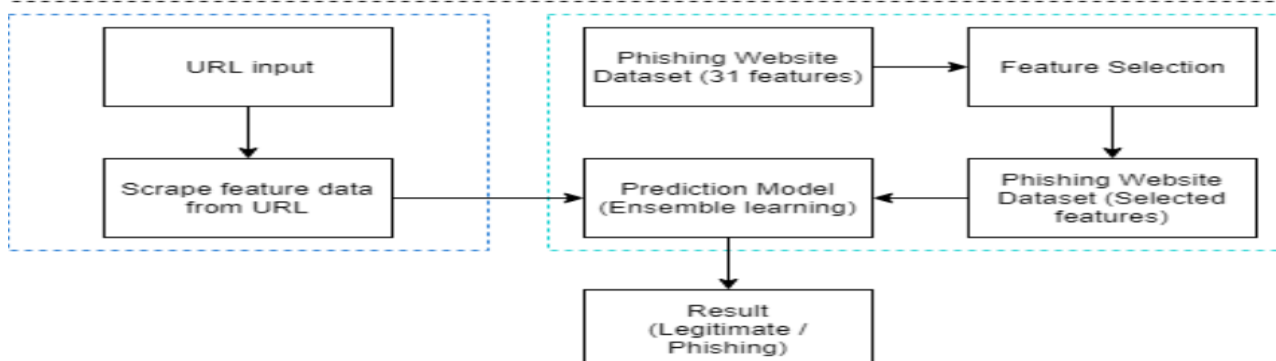 URL input
Phishing Website
Dataset (31 features)
Feature Selection
Scrape feature data
from URL
Prediction Model
(Ensemble learning)
Phishing Website
Dataset (Selected
features)
Result
(Legitimate /
Phishing)